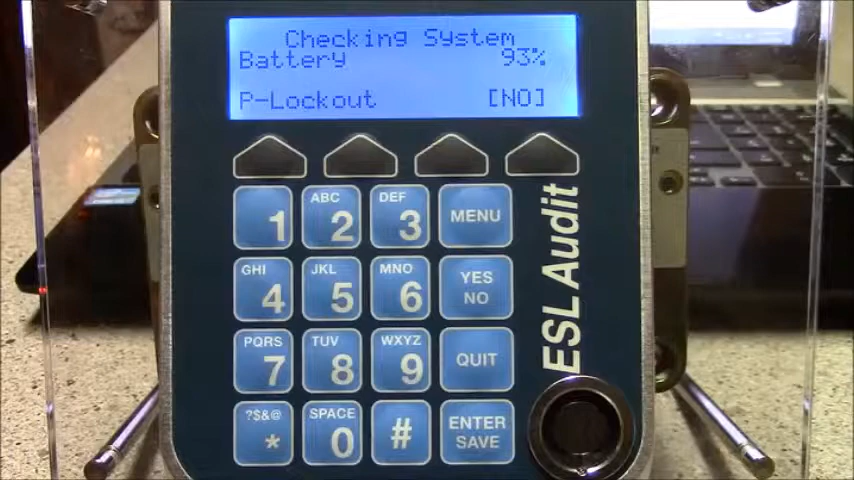 Checking System
Battery 93%
P-Lockout [NO]
1
ABC 2
DEF 3
MENU
GHI 4
JKL 5
MNO 6
YES NO
PQRS 7
TUV 8
WXYZ 9
QUIT
?$&@ *
SPACE 0
#
ENTER SAVE
ESL Audit